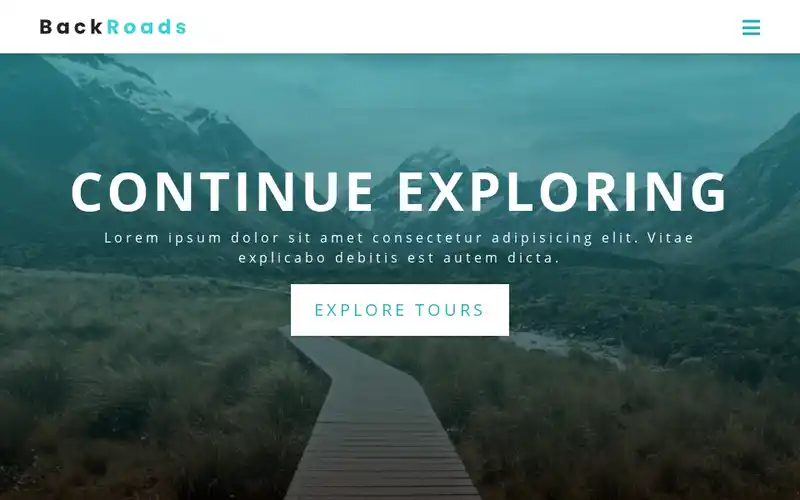 BackRoads
CONTINUE EXPLORING
Lorem ipsum dolor sit amet consectetur adipisicing elit. Vitae
explicabo debitis est autem dicta.
EXPLORE TOURS